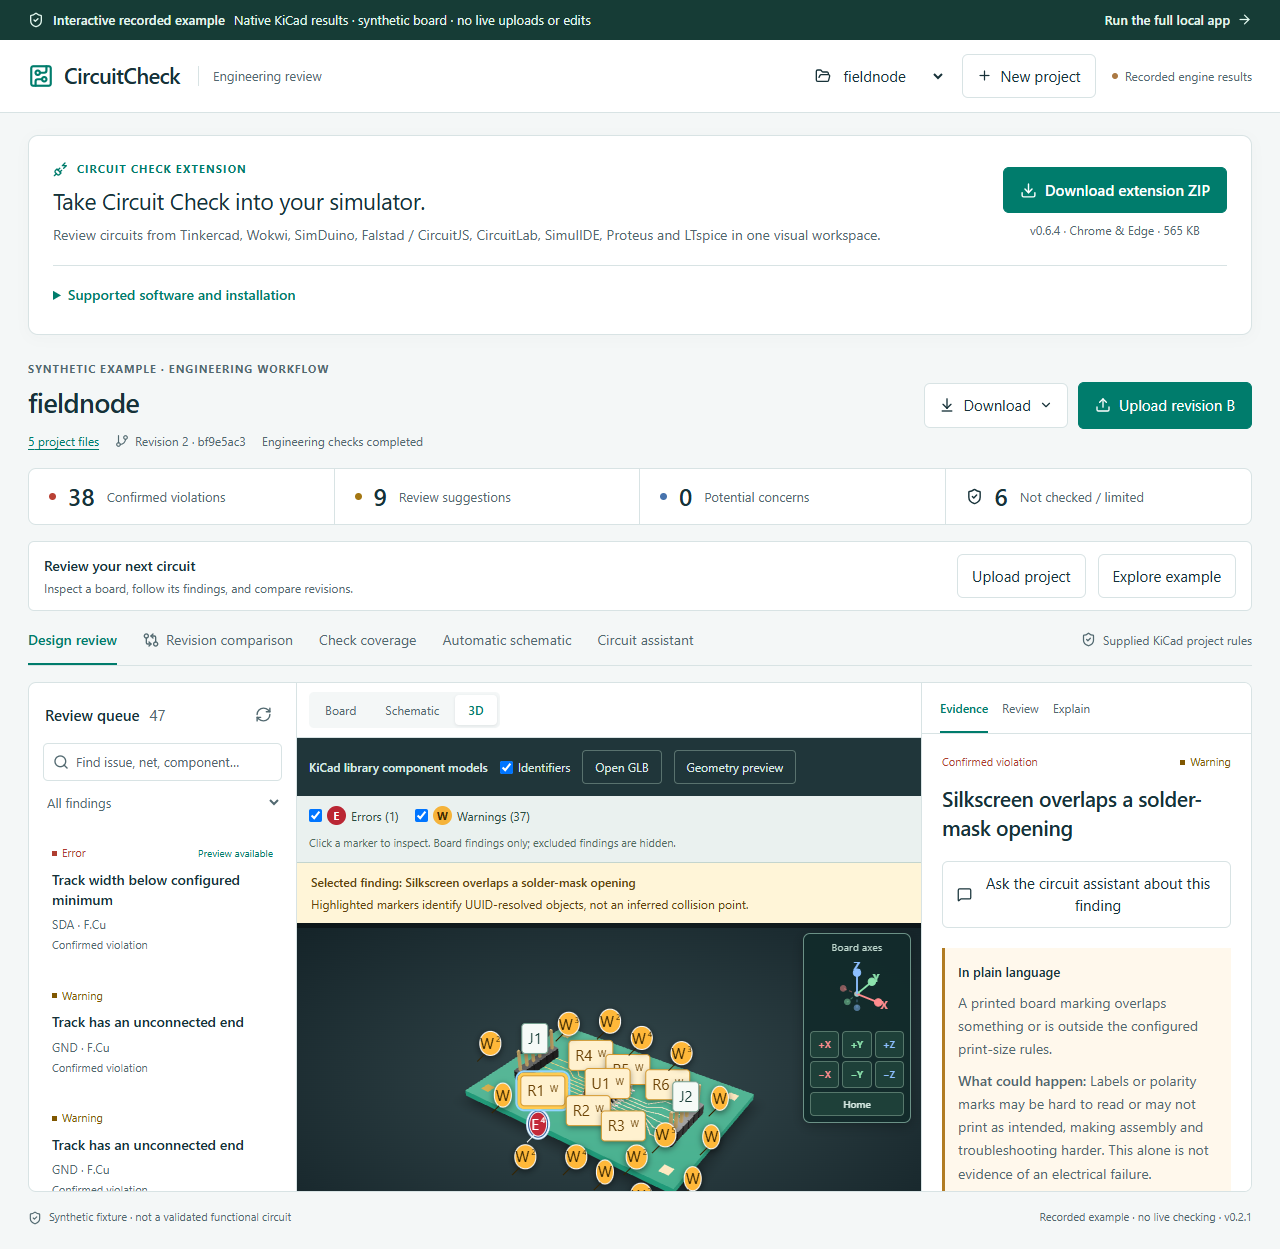 Interactive recorded example Native KiCad results · synthetic board · no live uploads or edits
Run the full local app
CircuitCheck
Engineering review
fieldnode
New project
Recorded engine results
CIRCUIT CHECK EXTENSION
Take Circuit Check into your simulator.
Review circuits from Tinkercad, Wokwi, SimDuino, Falstad / CircuitJS, CircuitLab, SimulIDE, Proteus and LTspice in one visual workspace.
Download extension ZIP
v0.6.4 · Chrome & Edge · 565 KB
Supported software and installation
SYNTHETIC EXAMPLE · ENGINEERING WORKFLOW
fieldnode
5 project files
Revision 2 · bf9e5ac3
Engineering checks completed
Download
Upload revision B
38 Confirmed violations
9 Review suggestions
0 Potential concerns
6 Not checked / limited
Review your next circuit
Inspect a board, follow its findings, and compare revisions.
Upload project
Explore example
Design review
Revision comparison
Check coverage
Automatic schematic
Circuit assistant
Supplied KiCad project rules
Review queue 47
Find issue, net, component...
All findings
Error
Preview available
Track width below configured
minimum
SDA · F.Cu
Confirmed violation
Warning
Track has an unconnected end
GND · F.Cu
Confirmed violation
Warning
Track has an unconnected end
GND · F.Cu
Confirmed violation
Board
Schematic
3D
KiCad library component models
Identifiers
Open GLB
Geometry preview
E Errors (1)
W Warnings (37)
Click a marker to inspect. Board findings only; excluded findings are hidden.
Selected finding: Silkscreen overlaps a solder-mask opening
Highlighted markers identify UUID-resolved objects, not an inferred collision point.
Board axes
Z
Y
X
+X
+Y
+Z
−X
−Y
−Z
Home
J1
R4 W
U1 W
R6
R1 W
J2
R2 W
R3 W
E
W
Evidence
Review
Explain
Confirmed violation
Warning
Silkscreen overlaps a solder-
mask opening
Ask the circuit assistant about this
finding
In plain language
A printed board marking overlaps
something or is outside the configured
print-size rules.
What could happen: Labels or polarity
marks may be hard to read or may not
print as intended, making assembly and
troubleshooting harder. This alone is not
evidence of an electrical failure.
Synthetic fixture · not a validated functional circuit
Recorded example · no live checking · v0.2.1